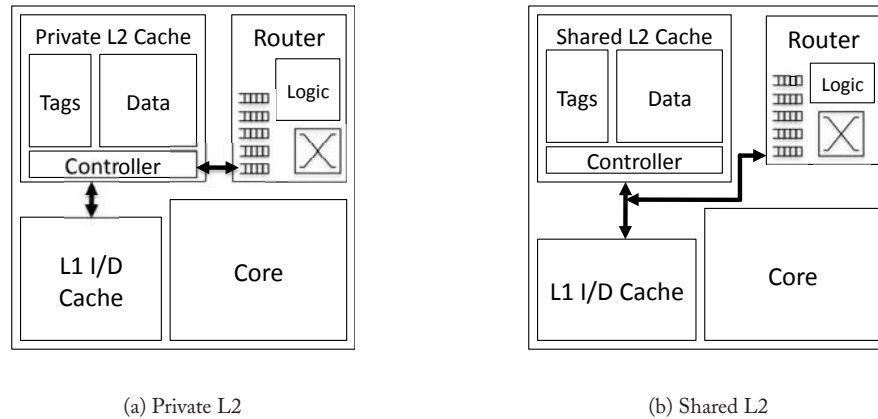 Private L2 Cache
Router
Tags
Data
Logic
Controller
L1 I/D
Cache
Core
(a) Private L2
Shared L2 Cache
Router
Tags
Data
Logic
Controller
L1 I/D Cache
Core
(b) Shared L2